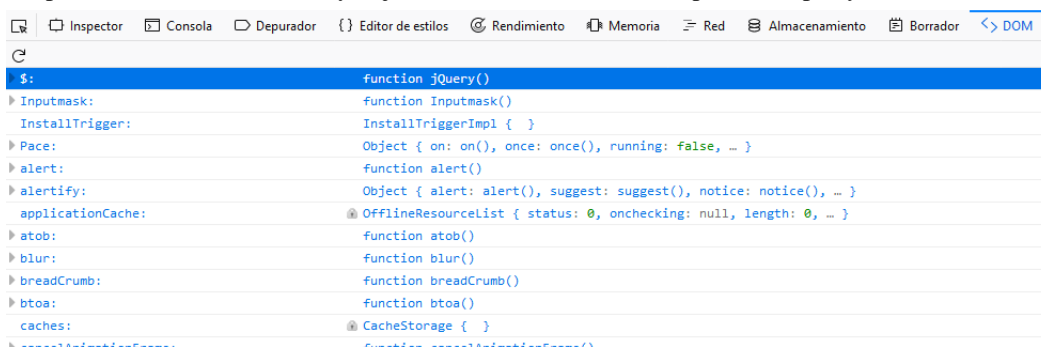 Inspector Consola Depurador { } Editor de estilos Rendimiento Memoria Red Almacenamiento Borrador DOM
$: function jQuery()
Inputmask: function Inputmask()
InstallTrigger: InstallTriggerImpl { }
Pace: Object { on: on(), once: once(), running: false, … }
alert: function alert()
alertify: Object { alert: alert(), suggest: suggest(), notice: notice(), … }
applicationCache: OfflineResourceList { status: 0, onchecking: null, length: 0, … }
atob: function atob()
blur: function blur()
breadCrumb: function breadCrumb()
btoa: function btoa()
caches: CacheStorage { }
cancelAnimationFrame: function cancelAnimationFrame()